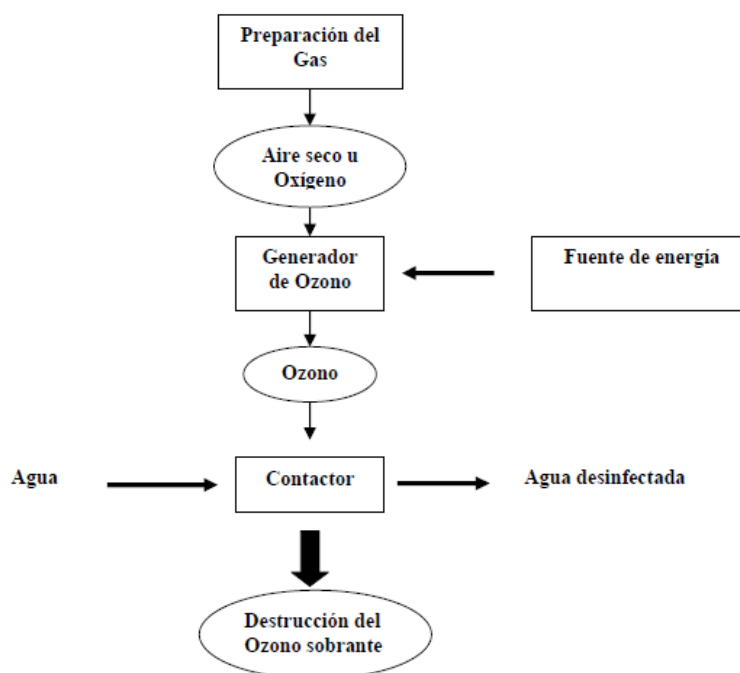 Preparación del
Gas
Aire seco u
Oxígeno
Generador
de Ozono
Fuente de energía
Ozono
Agua
Contactor
Agua desinfectada
Destrucción del
Ozono sobrante